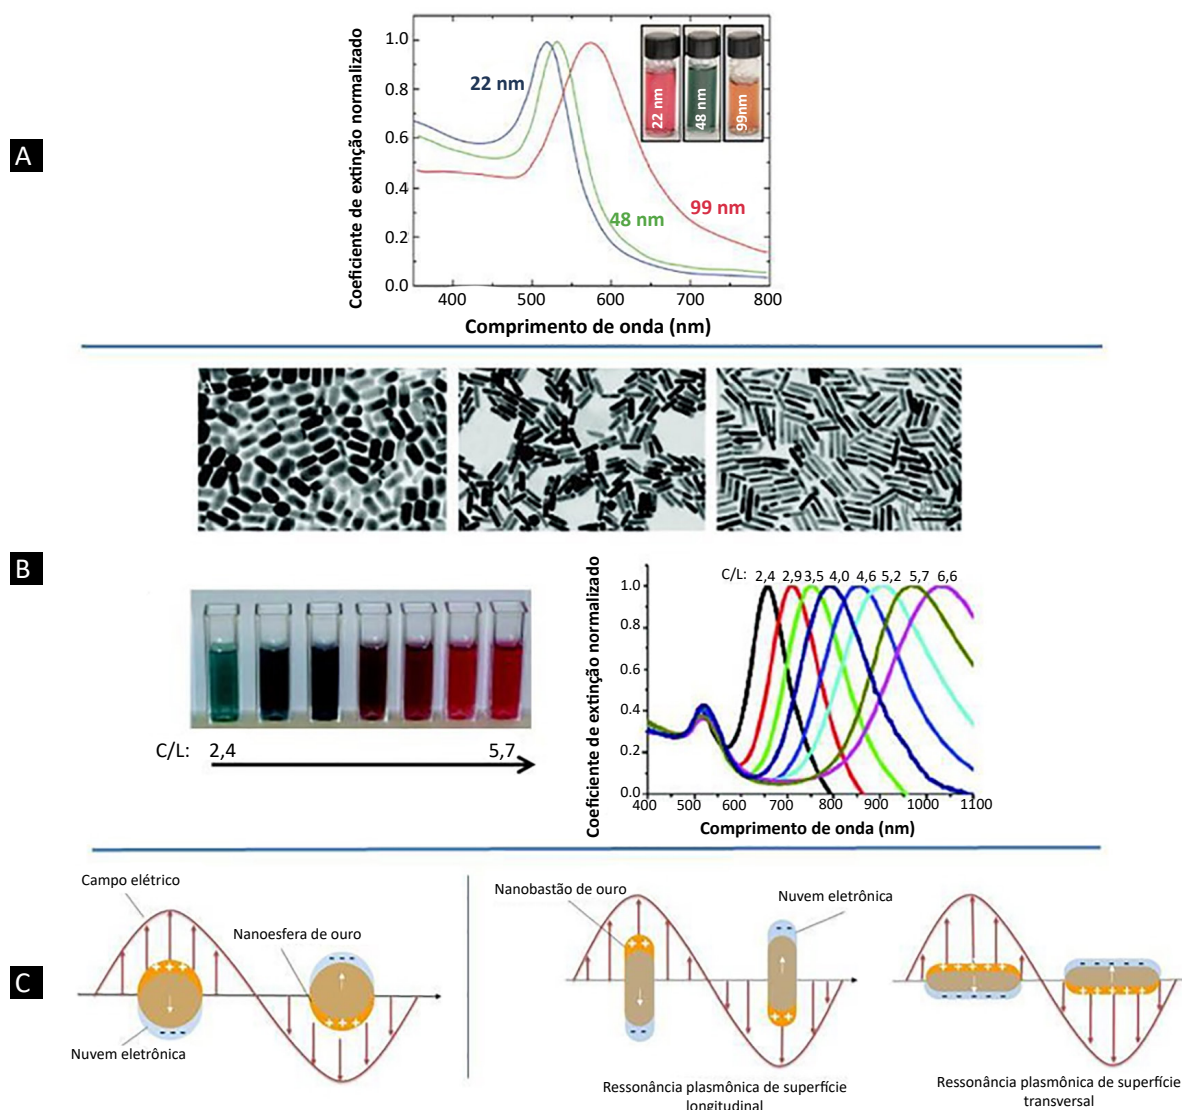 A
Coeficiente de extinção normalizado
1.0
0.8
0.6
0.4
0.2
0.0
22 nm
48 nm
99 nm
22 nm
48 nm
99nm
400
500
600
700
800
Comprimento de onda (nm)
B
C/L:
2,4
5,7
Coeficiente de extinção normalizado
C/L:
2,4
2,9
3,5
4,0
4,6
5,2
5,7
6,6
1.0
0.8
0.6
0.4
0.2
0.0
400
500
600
700
800
900
1000
1100
Comprimento de onda (nm)
C
Campo elétrico
Nanoesfera de ouro
Nuvem eletrônica
Nanobastão de ouro
Nuvem eletrônica
Ressonância plasmônica de superfície
longitudinal
Ressonância plasmônica de superfície
transversal